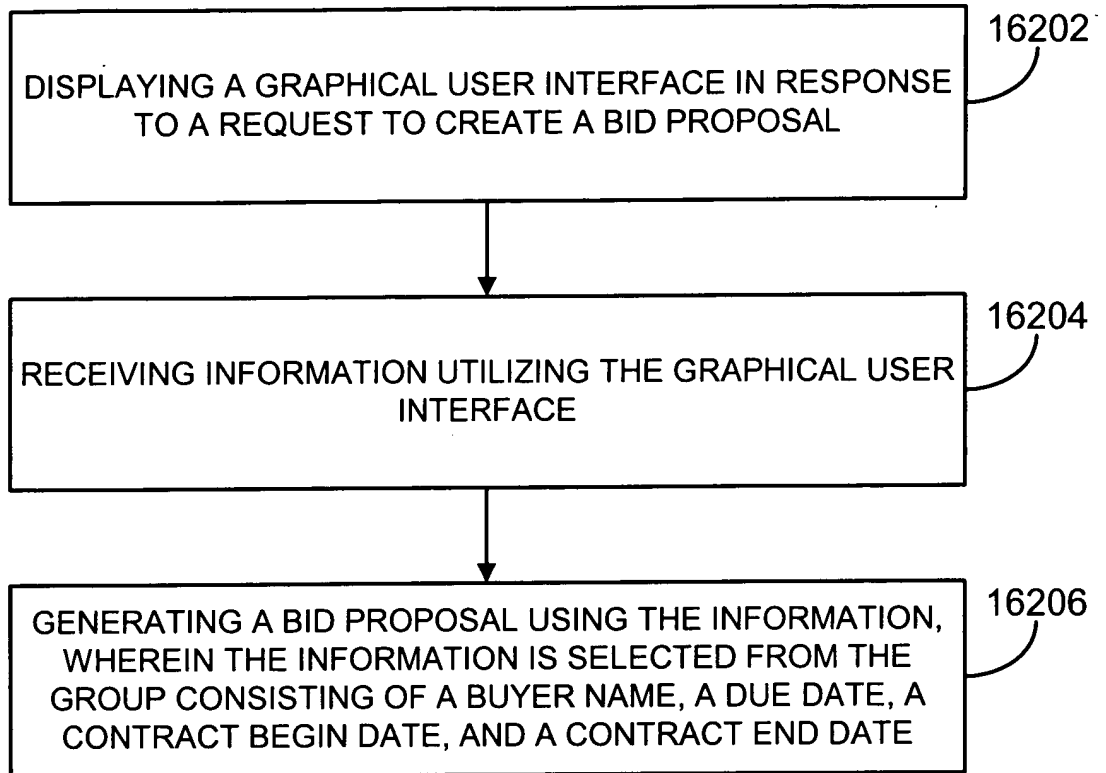 16202
DISPLAYING A GRAPHICAL USER INTERFACE IN RESPONSE
TO A REQUEST TO CREATE A BID PROPOSAL
16204
RECEIVING INFORMATION UTILIZING THE GRAPHICAL USER
INTERFACE
16206
GENERATING A BID PROPOSAL USING THE INFORMATION,
WHEREIN THE INFORMATION IS SELECTED FROM THE
GROUP CONSISTING OF A BUYER NAME, A DUE DATE, A
CONTRACT BEGIN DATE, AND A CONTRACT END DATE